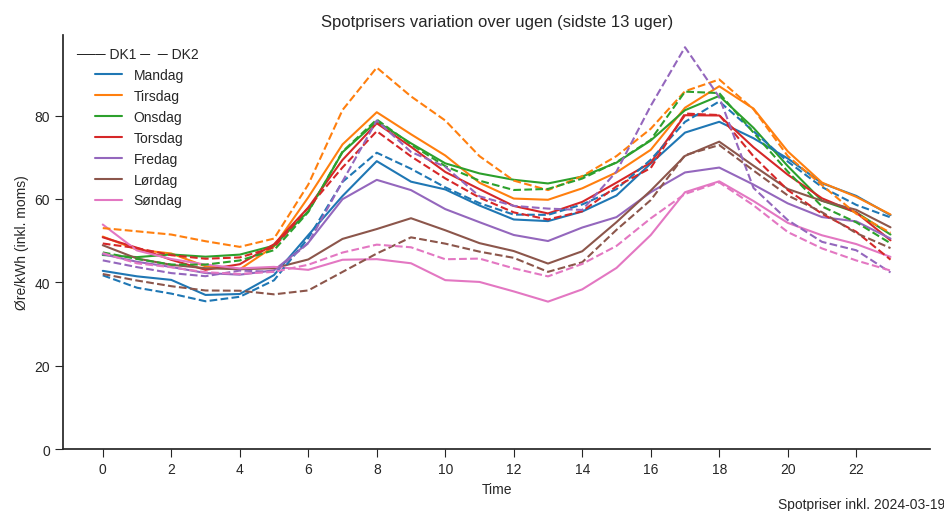 Spotprisers variation over ugen (sidste 13 uger)
DK1 DK2
Mandag
Tirsdag
Onsdag
Torsdag
Fredag
Lørdag
Søndag
Øre/kWh (inkl. moms)
80
60
40
20
0
0 2 4 6 8 10 12 14 16 18 20 22
Time
Spotpriser inkl. 2024-03-19